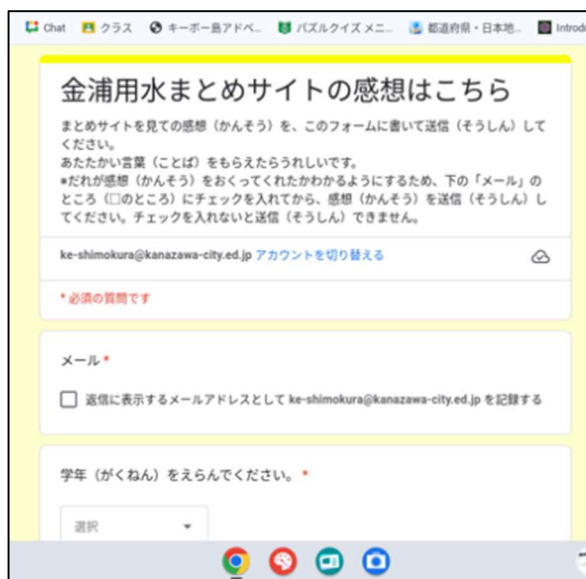 Chat クラス キーボー島アドベ... パズルクイズ メニ... 都道府県・日本地... Introdu
金浦用水まとめサイトの感想はこちら
まとめサイトを見ての感想（かんそう）を、このフォームに書いて送信（そうしん）して
ください。
あたたかい言葉（ことば）をもらえたらうれしいです。
*だれが感想（かんそう）をおくってくれたかわかるようにするため、下の「メール」の
ところ（□のところ）にチェックを入れてから、感想（かんそう）を送信（そうしん）し
てください。チェックを入れないと送信（そうしん）できません。
ke-shimokura@kanazawa-city.ed.jp アカウントを切り替える
* 必須の質問です
メール *
返信に表示するメールアドレスとして ke-shimokura@kanazawa-city.ed.jp を記録する
学年（がくねん）をえらんでください。 *
選択